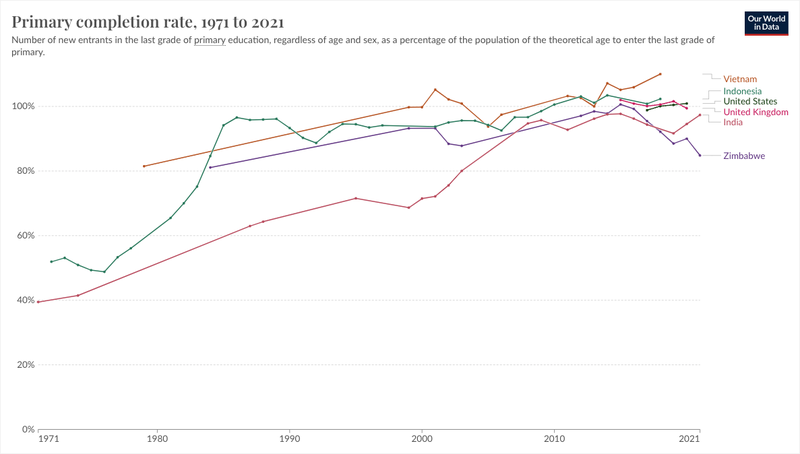 Primary completion rate, 1971 to 2021
Our World
in Data
Number of new entrants in the last grade of primary education, regardless of age and sex, as a percentage of the population of the theoretical age to enter the last grade of
primary.
100%
80%
60%
40%
20%
0%
Vietnam
Indonesia
United States
United Kingdom
India
Zimbabwe
1971
1980
1990
2000
2010
2021